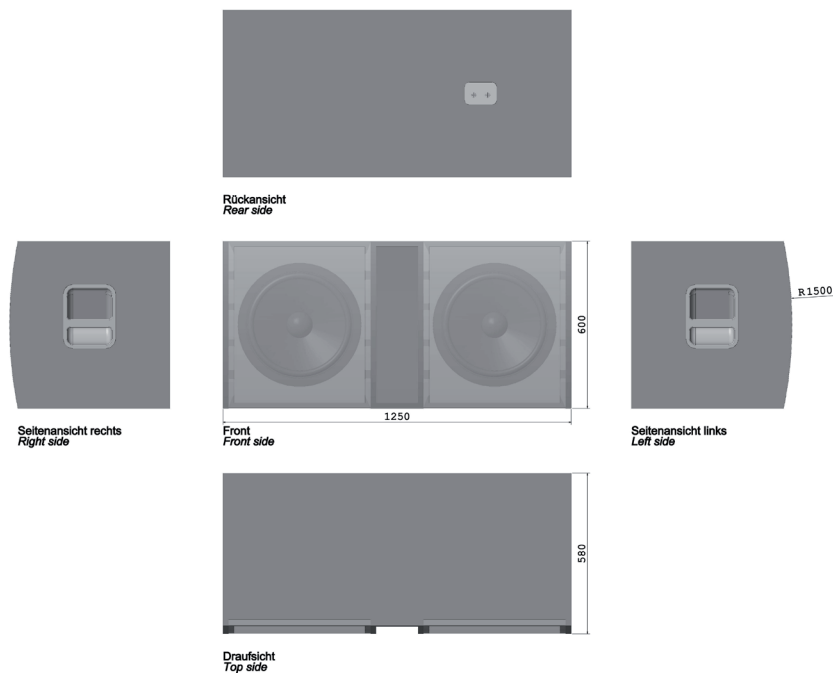 Rückansicht
Rear side
R1500
600
1250
Seitenansicht rechts
Right side
Front
Front side
Seitenansicht links
Left side
580
Draufsicht
Top side